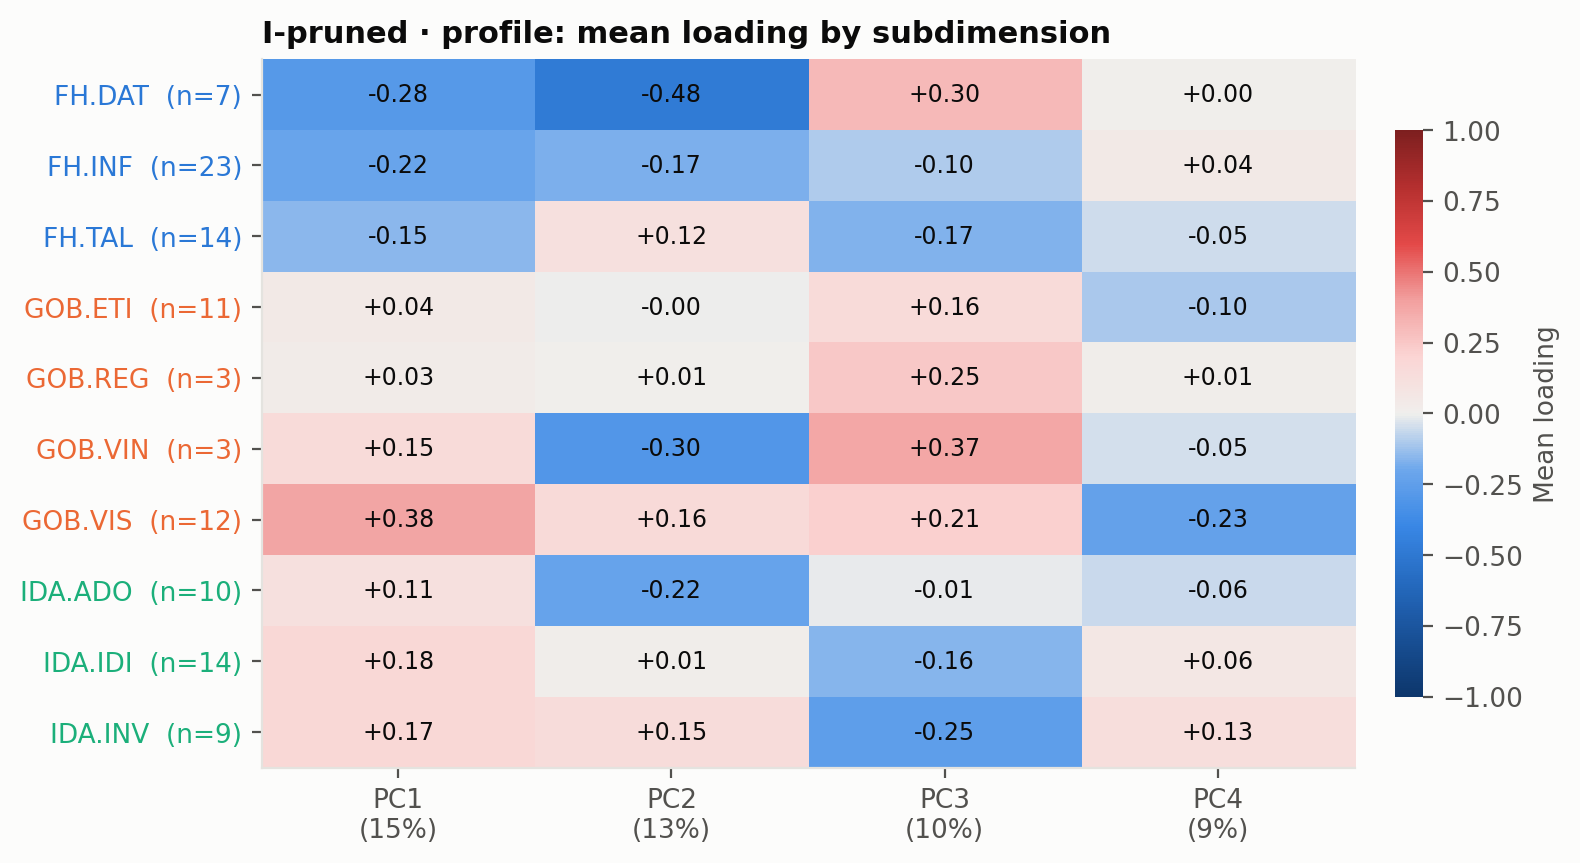 I-pruned · profile: mean loading by subdimension
FH.DAT (n=7) -0.28 -0.48 +0.30 +0.00
FH.INF (n=23) -0.22 -0.17 -0.10 +0.04
FH.TAL (n=14) -0.15 +0.12 -0.17 -0.05
GOB.ETI (n=11) +0.04 -0.00 +0.16 -0.10
GOB.REG (n=3) +0.03 +0.01 +0.25 +0.01
GOB.VIN (n=3) +0.15 -0.30 +0.37 -0.05
GOB.VIS (n=12) +0.38 +0.16 +0.21 -0.23
IDA.ADO (n=10) +0.11 -0.22 -0.01 -0.06
IDA.IDI (n=14) +0.18 +0.01 -0.16 +0.06
IDA.INV (n=9) +0.17 +0.15 -0.25 +0.13
PC1 PC2 PC3 PC4
(15%) (13%) (10%) (9%)
1.00
0.75
0.50
0.25
0.00
−0.25
−0.50
−0.75
−1.00
Mean loading